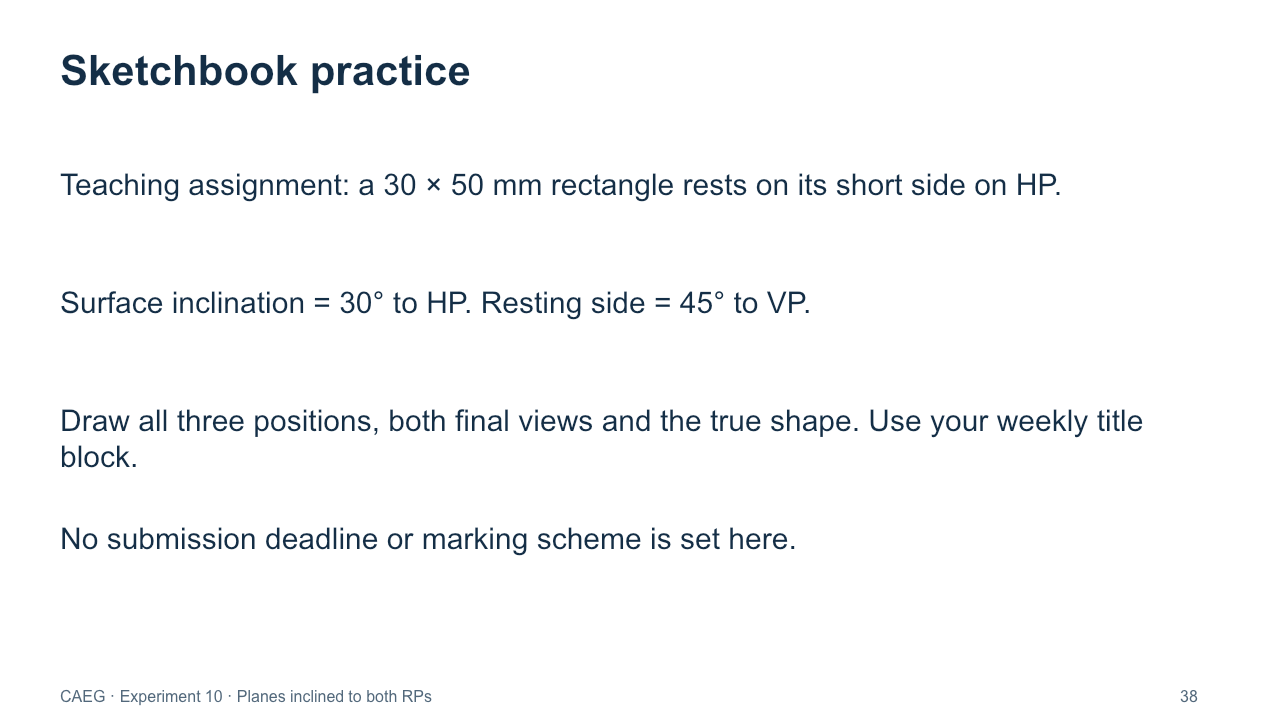 Sketchbook practice
Teaching assignment: a 30 × 50 mm rectangle rests on its short side on HP.
Surface inclination = 30° to HP. Resting side = 45° to VP.
Draw all three positions, both final views and the true shape. Use your weekly title
block.
No submission deadline or marking scheme is set here.
CAEG · Experiment 10 · Planes inclined to both RPs
38